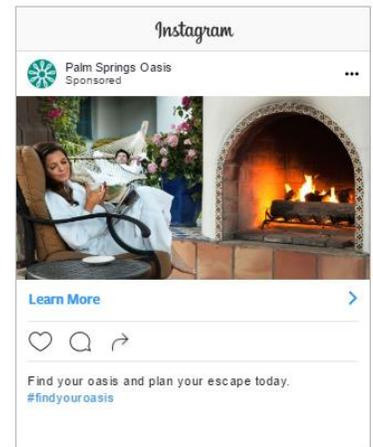 Instagram
Palm Springs Oasis
Sponsored
Learn More
Find your oasis and plan your escape today.
#findyouroasis